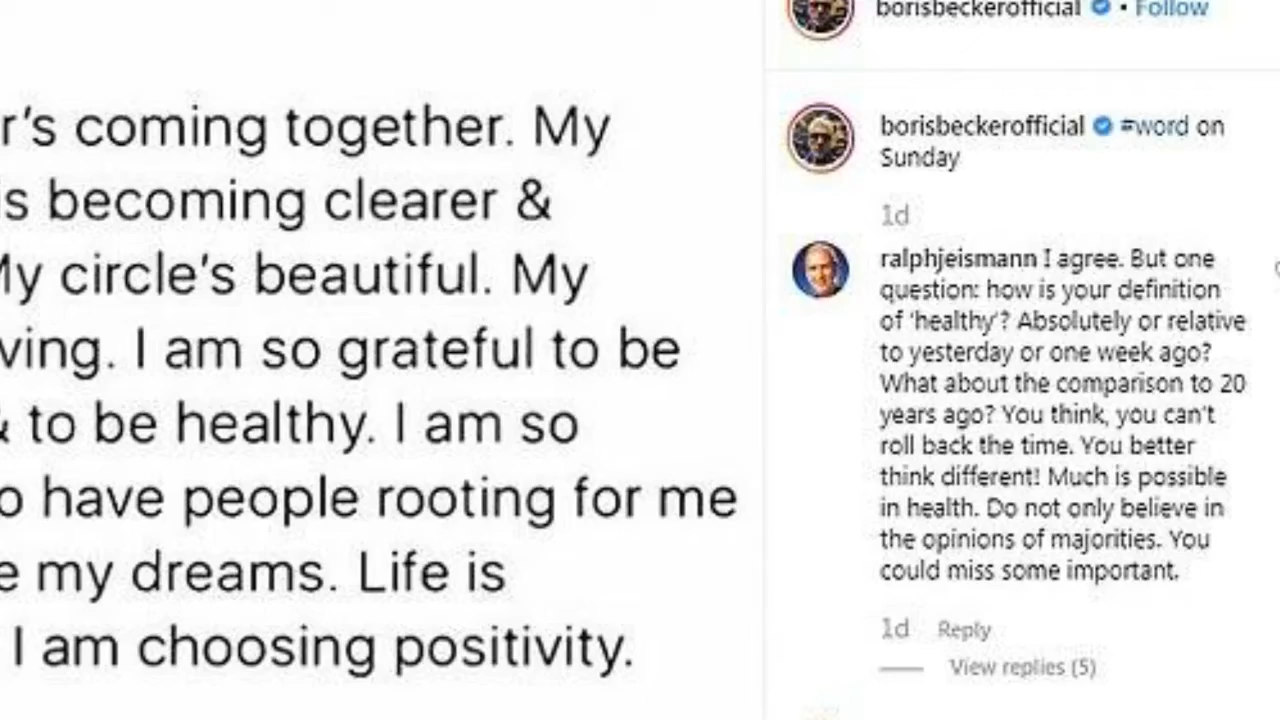 r's coming together. My
s becoming clearer &
My circle's beautiful. My
ving. I am so grateful to be
& to be healthy. I am so
o have people rooting for me
e my dreams. Life is
I am choosing positivity.
borisbeckerofficial • Follow
borisbeckerofficial #word on
Sunday
1d
ralphjeismann I agree. But one
question: how is your definition
of 'healthy'? Absolutely or relative
to yesterday or one week ago?
What about the comparison to 20
years ago? You think, you can't
roll back the time. You better
think different! Much is possible
in health. Do not only believe in
the opinions of majorities. You
could miss some important.
1d Reply
View replies (5)